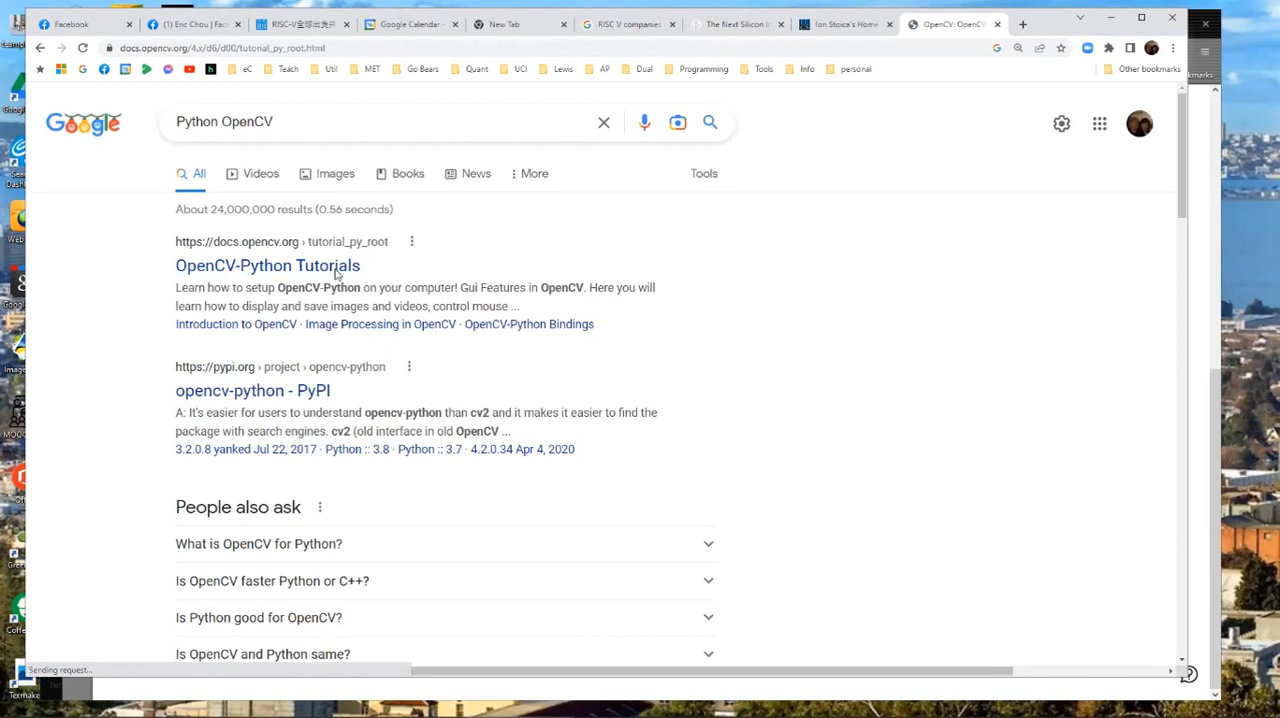 Facebook
(1) Eric Chou | Fac
RISC-V全球出货
Google Calendar -
New Tab
RISC V companies
The Next Silicon
Ion Stoica's Home
OpenCV: OpenCV
docs.opencv.org/4.x/d6/d00/tutorial_py_root.html
eC
Teach
Util
MET
Go Bears
Quant
UCI
Lewis
AP
Dual
Programming
Tools
Info
personal
Other bookmarks
Google
Python OpenCV
All
Videos
Images
Books
News
More
Tools
About 24,000,000 results (0.56 seconds)
https://docs.opencv.org › tutorial_py_root
OpenCV-Python Tutorials
Learn how to setup OpenCV-Python on your computer! Gui Features in OpenCV. Here you will
learn how to display and save images and videos, control mouse ...
Introduction to OpenCV · Image Processing in OpenCV · OpenCV-Python Bindings
https://pypi.org › project › opencv-python
opencv-python - PyPI
A: It's easier for users to understand opencv-python than cv2 and it makes it easier to find the
package with search engines. cv2 (old interface in old OpenCV ...
3.2.0.8 yanked Jul 22, 2017 · Python :: 3.8 · Python :: 3.7 · 4.2.0.34 Apr 4, 2020
People also ask
What is OpenCV for Python?
Is OpenCV faster Python or C++?
Is Python good for OpenCV?
Is OpenCV and Python same?
Sending request...
Texmake